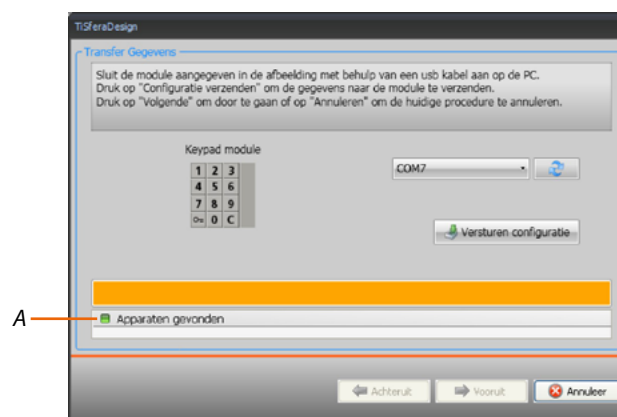 TiSferaDesign
Transfer Gegevens
Sluit de module aangegeven in de afbeelding met behulp van een usb kabel aan op de PC.
Druk op "Configuratie verzenden" om de gegevens naar de module te verzenden.
Druk op "Volgende" om door te gaan of op "Annuleren" om de huidige procedure te annuleren.
Keypad module
1 2 3
4 5 6
7 8 9
0 C
COM7
Versturen configuratie
A
Apparaten gevonden
Achteruit
Vooruit
Annuleer